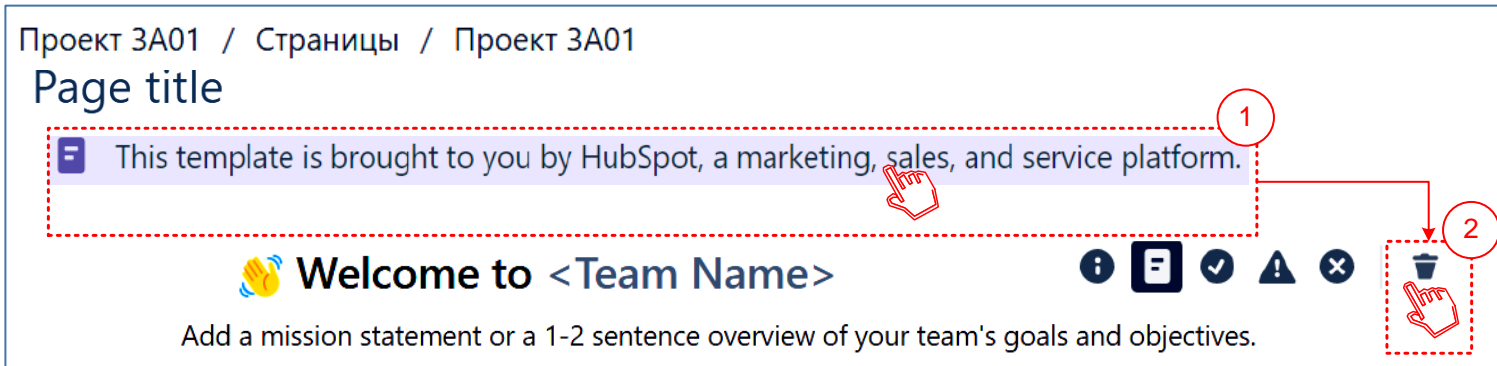 Проект 3А01 / Страницы / Проект 3А01
Page title
1
This template is brought to you by HubSpot, a marketing, sales, and service platform.
2
👋 Welcome to <Team Name>
Add a mission statement or a 1-2 sentence overview of your team's goals and objectives.